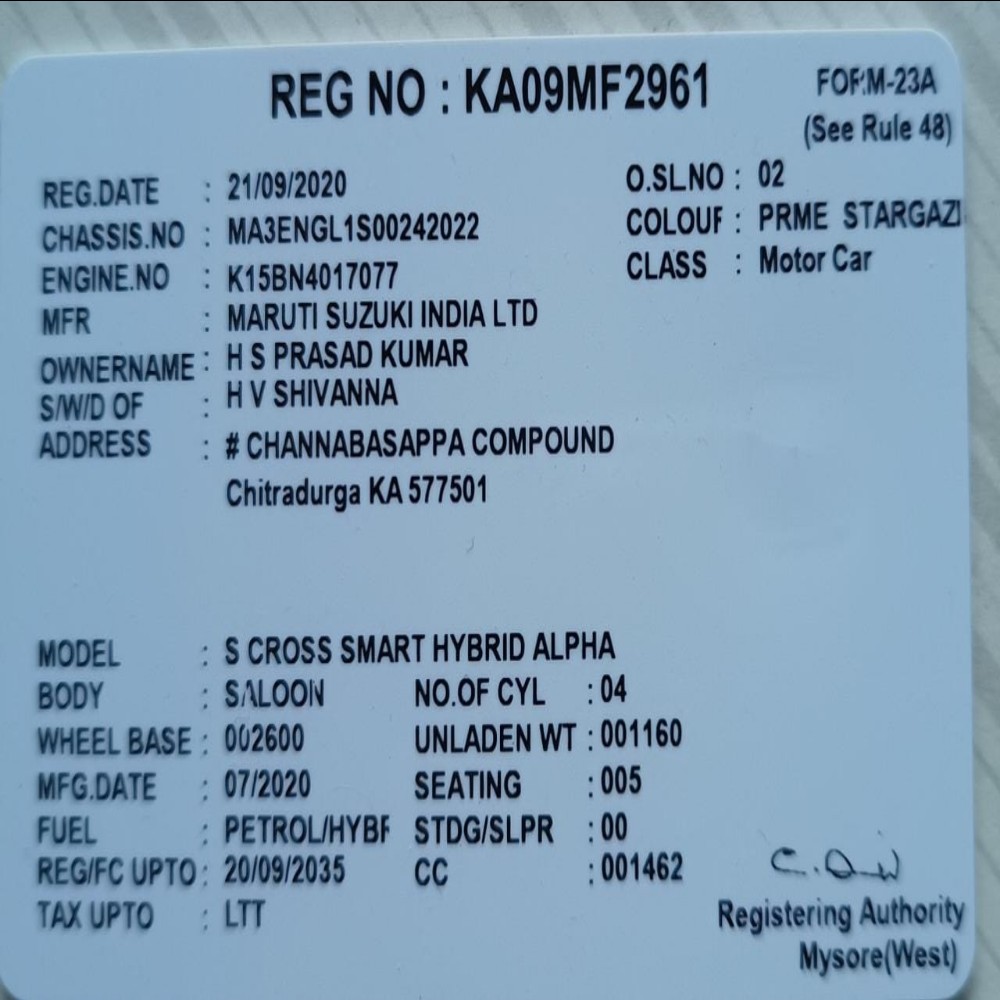 REG NO : KA09MF2961
FORM-23A
(See Rule 48)
REG.DATE : 21/09/2020 O.SL.NO : 02
CHASSIS.NO : MA3ENGL1S00242022 COLOUR : PRME STARGAZI
ENGINE.NO : K15BN4017077 CLASS : Motor Car
MFR : MARUTI SUZUKI INDIA LTD
OWNERNAME : H S PRASAD KUMAR
S/W/D OF : H V SHIVANNA
ADDRESS : # CHANNABASAPPA COMPOUND
Chitradurga KA 577501
MODEL : S CROSS SMART HYBRID ALPHA
BODY : SALOON NO.OF CYL : 04
WHEEL BASE : 002600 UNLADEN WT : 001160
MFG.DATE : 07/2020 SEATING : 005
FUEL : PETROL/HYBR STDG/SLPR : 00
REG/FC UPTO : 20/09/2035 CC : 001462
TAX UPTO : LTT
Registering Authority
Mysore(West)